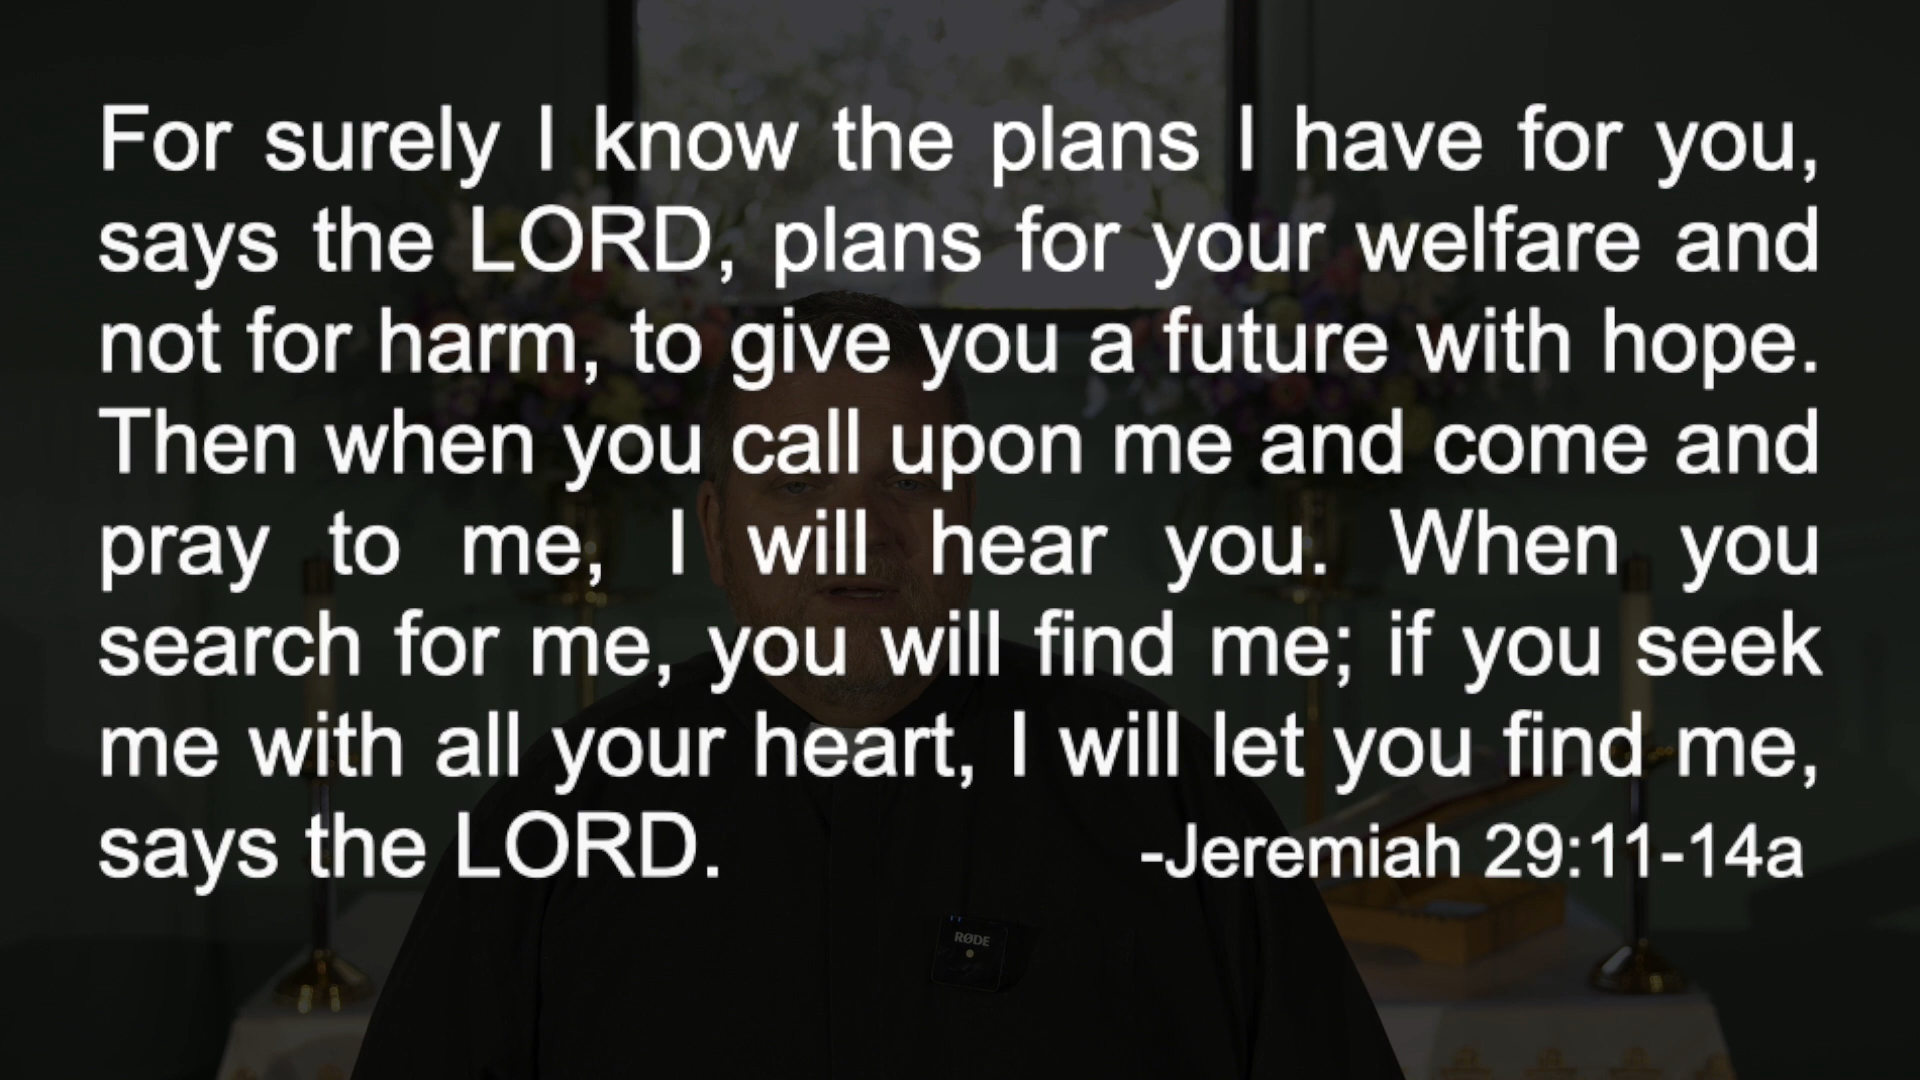 For surely I know the plans I have for you,
says the LORD, plans for your welfare and
not for harm, to give you a future with hope.
Then when you call upon me and come and
pray to me, I will hear you. When you
search for me, you will find me; if you seek
me with all your heart, I will let you find me,
says the LORD. -Jeremiah 29:11-14a
RØDE